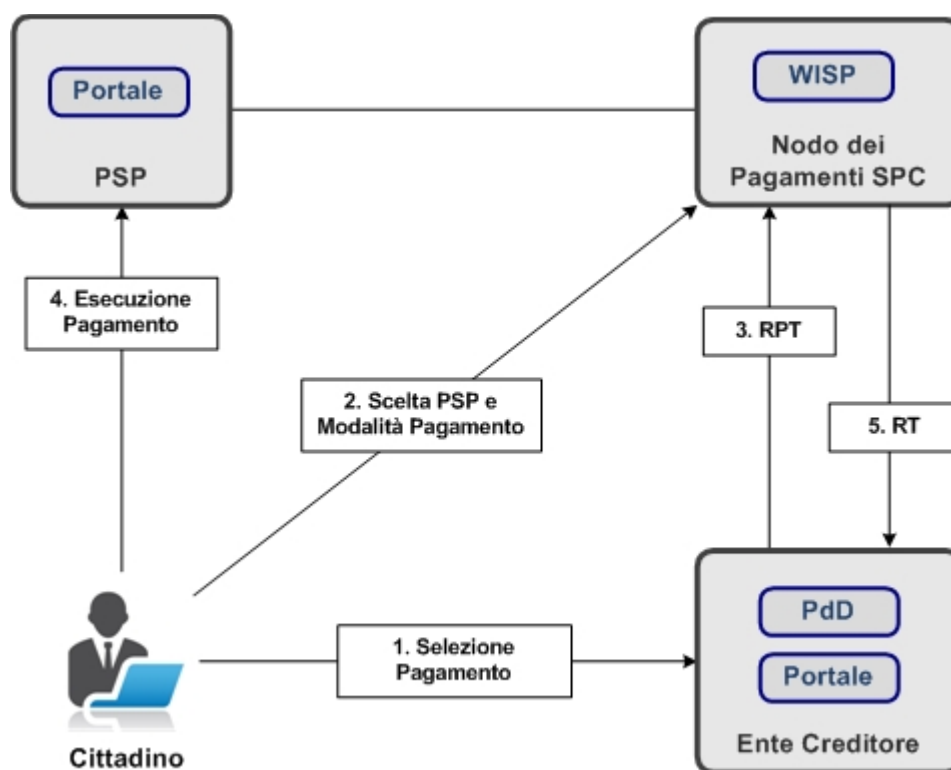 Portale
PSP
WISP
Nodo dei
Pagamenti SPC
4. Esecuzione
Pagamento
3. RPT
2. Scelta PSP e
Modalità Pagamento
5. RT
1. Selezione
Pagamento
PdD
Portale
Ente Creditore
Cittadino